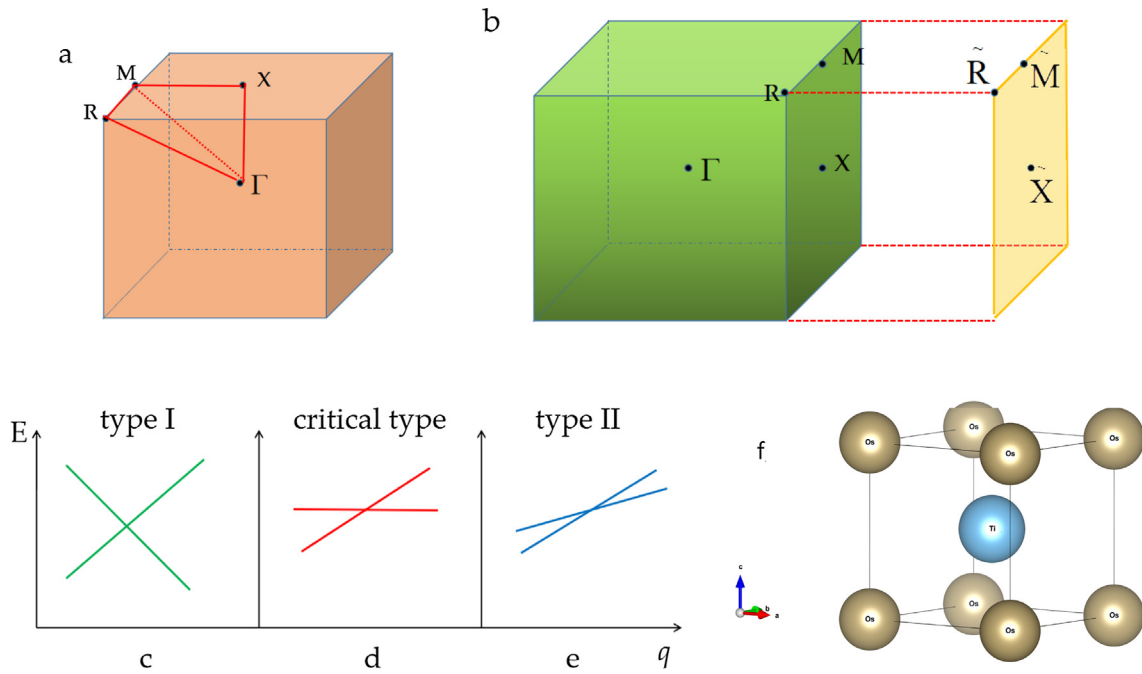 a
M
X
R
Γ
b
M
R
Γ
X
R̃
M̃
X̃
E
type I
critical type
type II
c
d
e
q
f
Os
Os
Os
Os
Ti
Os
Os
Os
Os
c
b
a